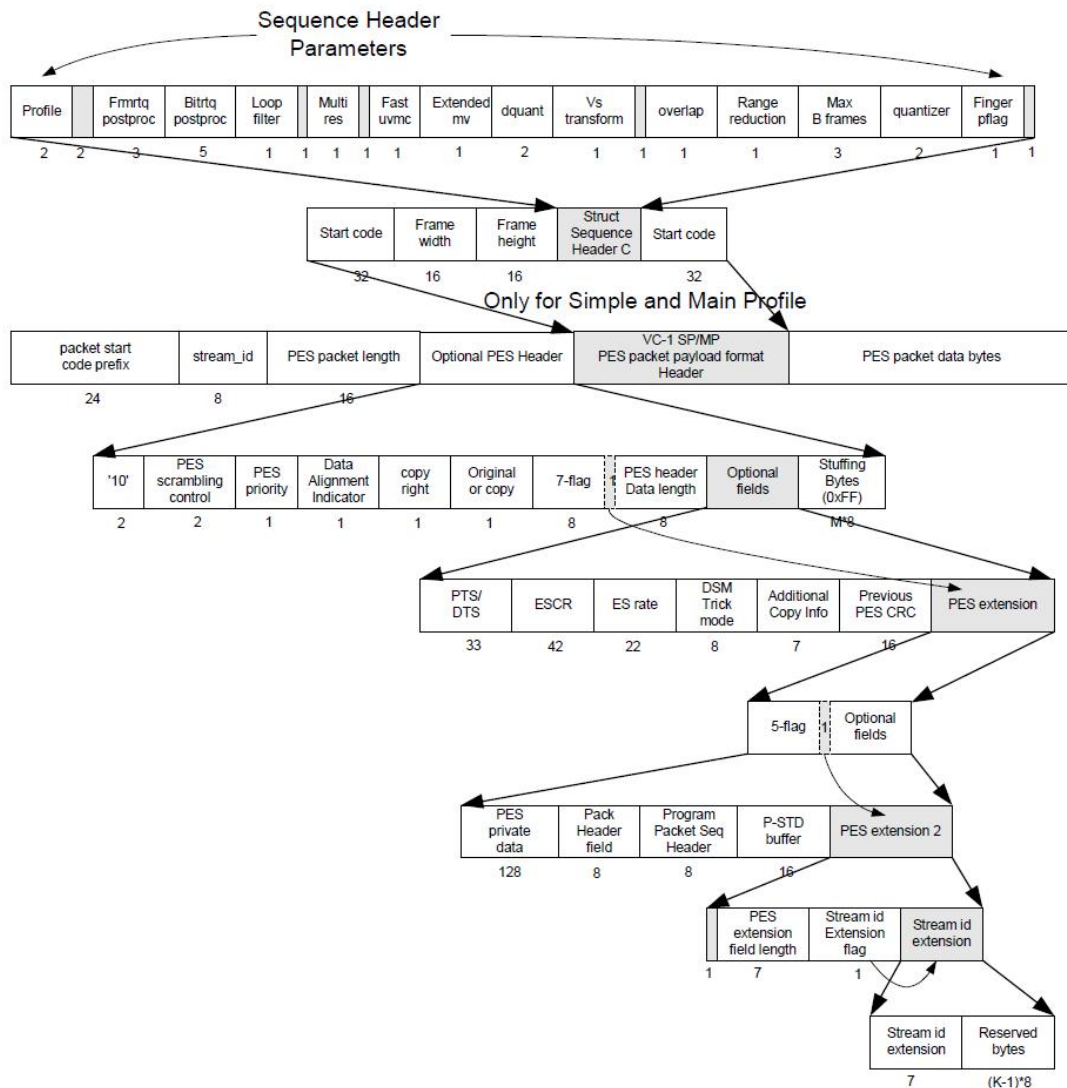 Sequence Header
Parameters
Profile
Fmrtq
postproc
Bitrtq
postproc
Loop
filter
Multi
res
Fast
uvmc
Extended
mv
dquant
Vs
transform
overlap
Range
reduction
Max
B frames
quantizer
Finger
pflag
2 2 3 5 1 1 1 1 1 1 2 1 1 1 1 3 2 1 1
Start code
Frame
width
Frame
height
Struct
Sequence
Header C
Start code
32 16 16 32
Only for Simple and Main Profile
packet start
code prefix
stream_id
PES packet length
Optional PES Header
VC-1 SP/MP
PES packet payload format
Header
PES packet data bytes
24 8 16
'10'
PES
scrambling
control
PES
priority
Data
Alignment
Indicator
copy
right
Original
or copy
7-flag
1
PES header
Data length
Optional
fields
Stuffing
Bytes
(0xFF)
2 2 1 1 1 1 8 8 M*8
PTS/
DTS
ESCR
ES rate
DSM
Trick
mode
Additional
Copy Info
Previous
PES CRC
PES extension
33 42 22 8 7 16
5-flag
1
Optional
fields
PES
private
data
Pack
Header
field
Program
Packet Seq
Header
P-STD
buffer
PES extension 2
128 8 8 16
PES
extension
field length
Stream id
Extension
flag
Stream id
extension
1 7 1
Stream id
extension
Reserved
bytes
7 (K-1)*8